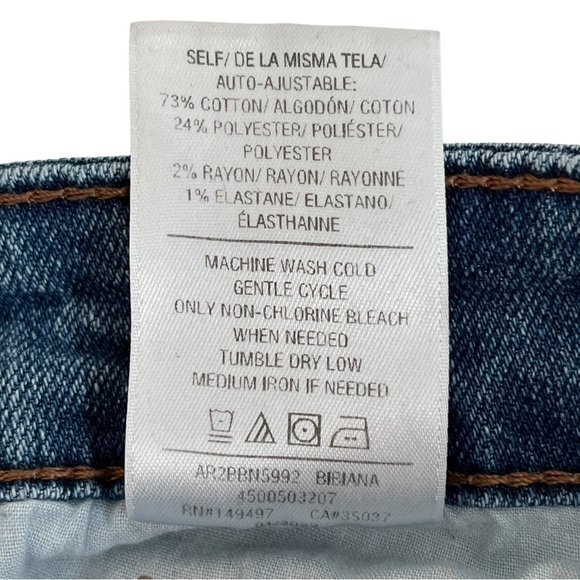 SELF/ DE LA MISMA TELA/
AUTO-AJUSTABLE:
73% COTTON/ ALGODÓN/ COTON
24% POLYESTER/ POLIÉSTER/
POLYESTER
2% RAYON/ RAYON/ RAYONNE
1% ELASTANE/ ELASTANO/
ÉLASTHANNE
MACHINE WASH COLD
GENTLE CYCLE
ONLY NON-CHLORINE BLEACH
WHEN NEEDED
TUMBLE DRY LOW
MEDIUM IRON IF NEEDED
AR2BBN5992 BIBIANA
4500503207
RN#149497 CA#35037